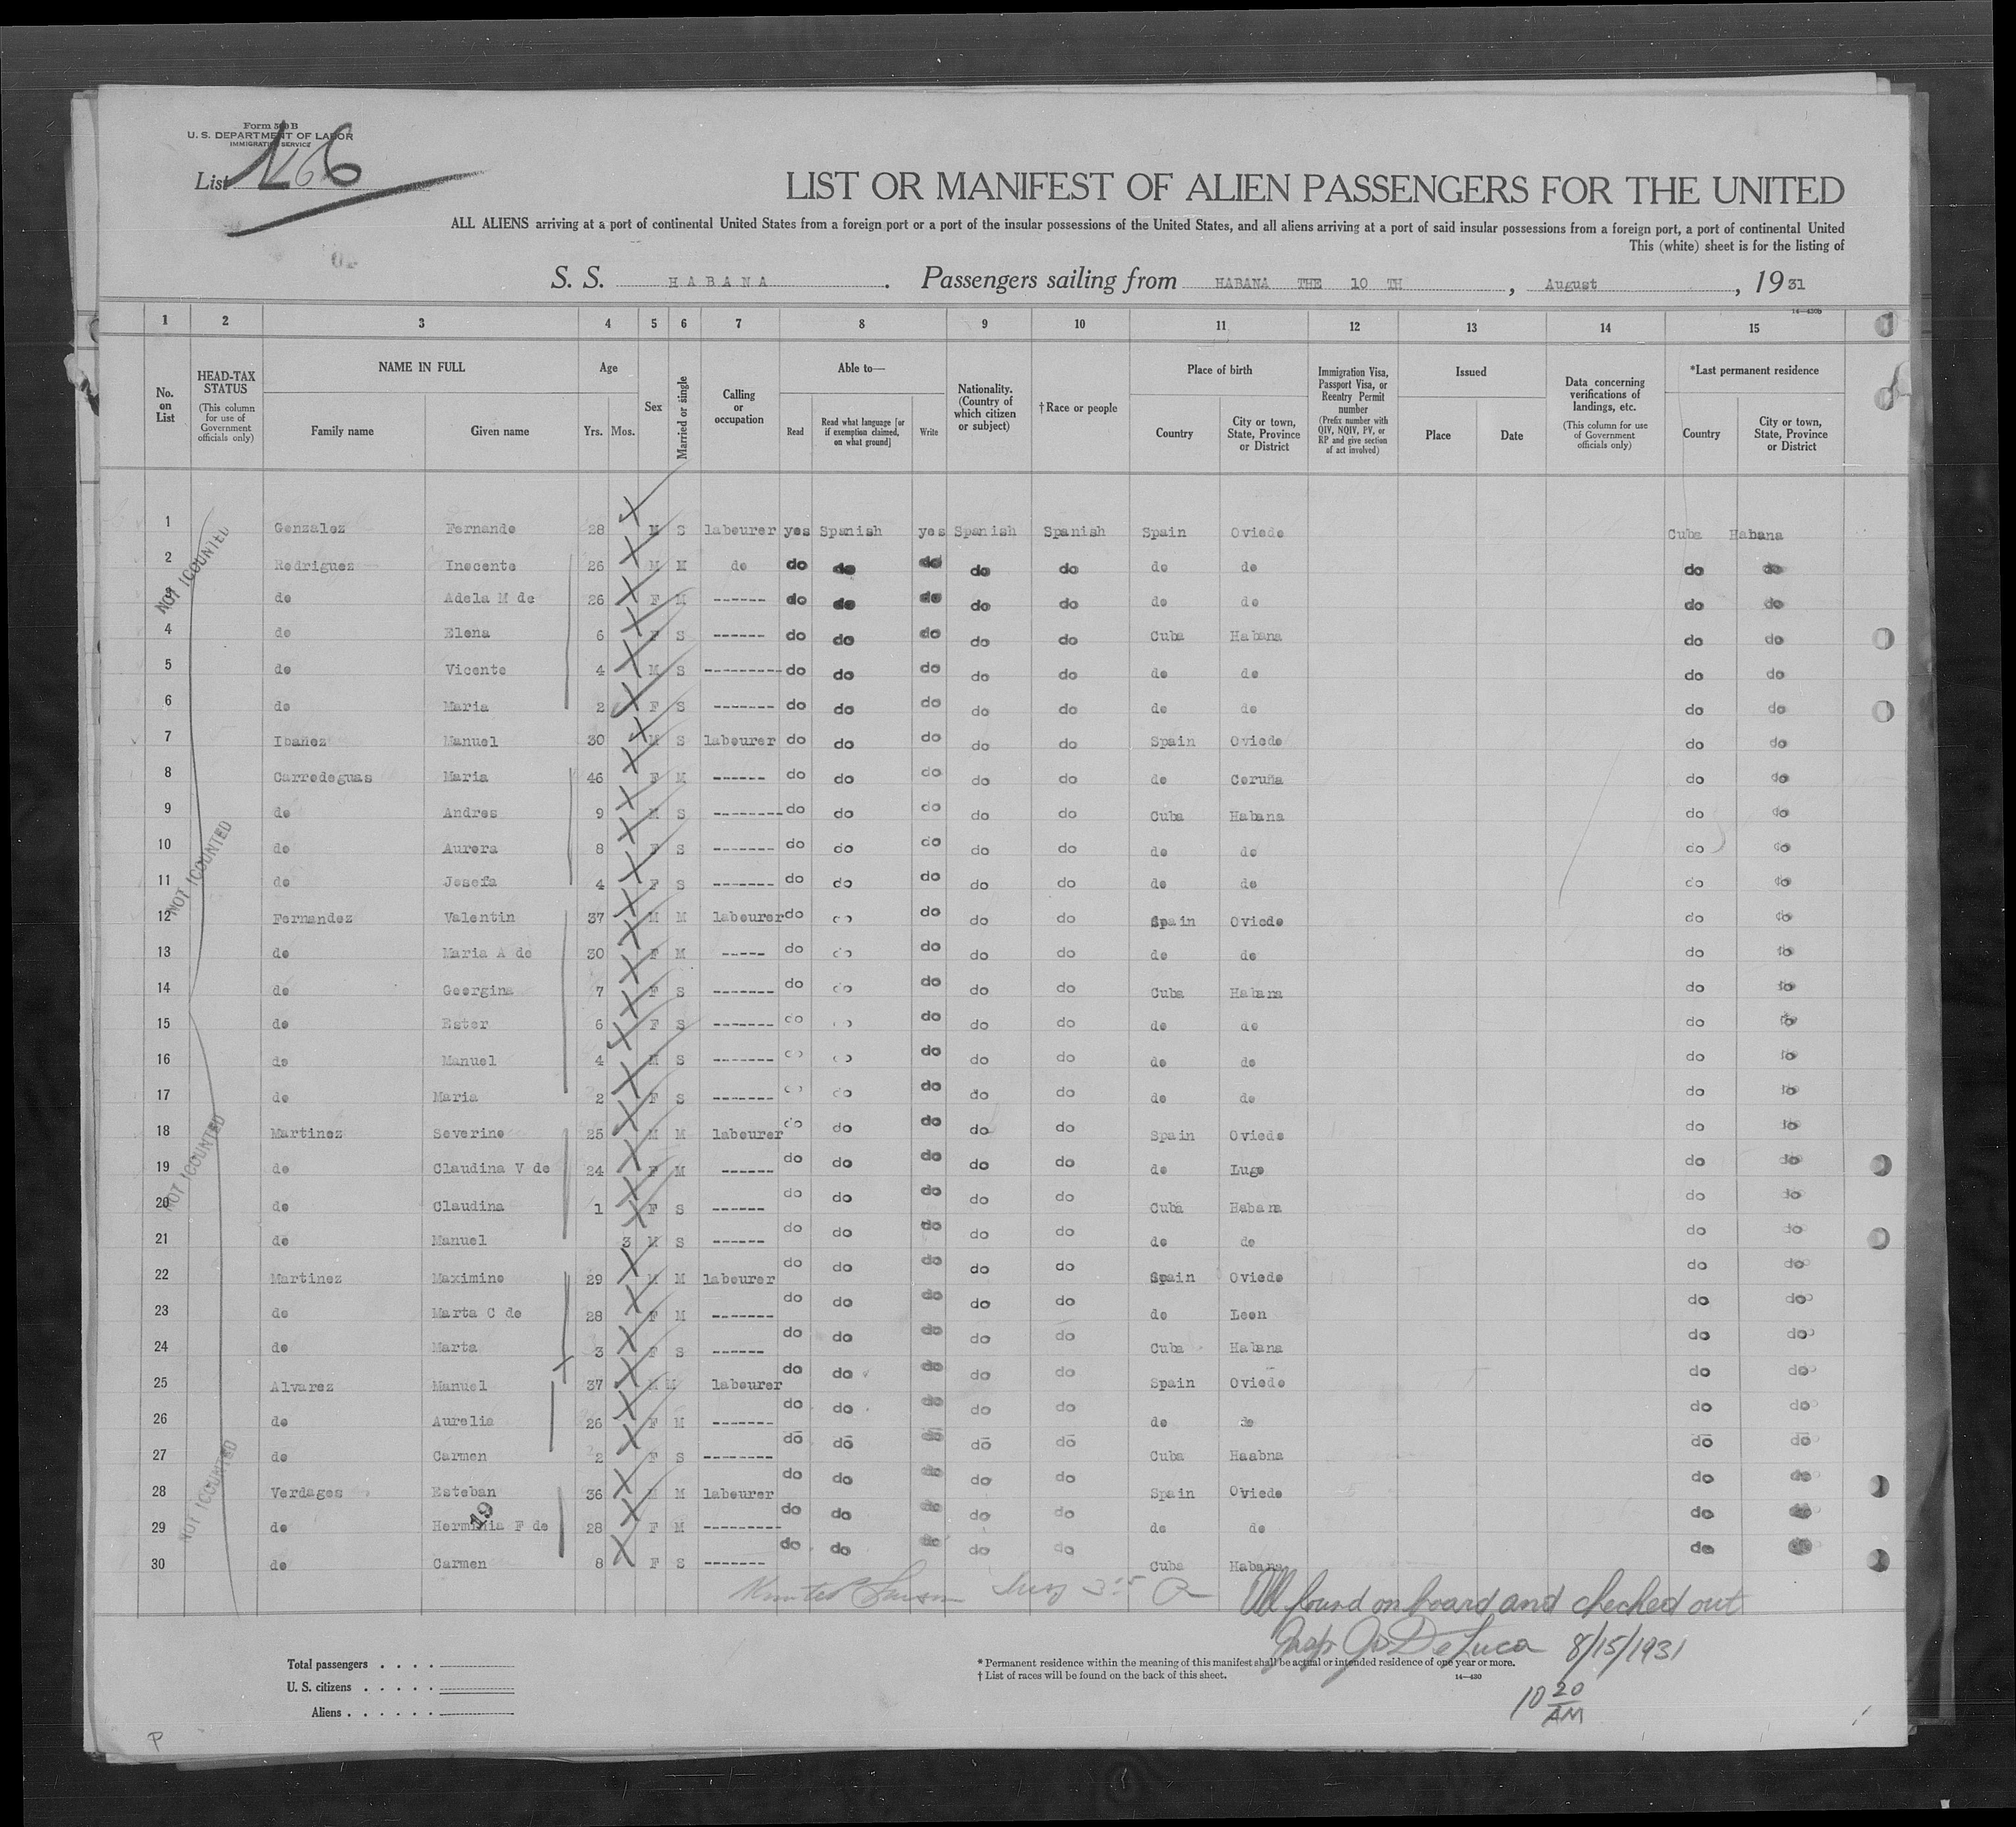 Form 500 B
U. S. DEPARTMENT OF LABOR
IMMIGRATION SERVICE
List 166
LIST OR MANIFEST OF ALIEN PASSENGERS FOR THE UNITED
ALL ALIENS arriving at a port of continental United States from a foreign port or a port of the insular possessions of the United States, and all aliens arriving at a port of said insular possessions from a foreign port, a port of continental United
This (white) sheet is for the listing of
S. S. HABANA. Passengers sailing from HABANA THE 10 TH, August, 1931
14—430b
1 2 3 4 5 6 7 8 9 10 11 12 13 14 15
No. on List
HEAD-TAX STATUS (This column for use of Government officials only)
NAME IN FULL Family name Given name
Age Yrs. Mos.
Sex
Married or single
Calling or occupation
Able to— Read Read what language [or if exemption claimed, on what ground] Write
Nationality. (Country of which citizen or subject)
†Race or people
Place of birth Country City or town, State, Province or District
Immigration Visa, Passport Visa, or Reentry Permit number (Prefix number with QIV, NQIV, PV, or RP and give section of act involved)
Issued Place Date
Data concerning verifications of landings, etc. (This column for use of Government officials only)
*Last permanent residence Country City or town, State, Province or District
1 Gonzalez Fernando 28 M S labourer yes Spanish yes Spanish Spanish Spain Oviedo Cuba Habana
2 Rodriguez Inocente 26 M M do do do do do do do do do do
3 do Adela M de 26 F M ------ do do do do do do do do do
4 do Elena 6 F S ------ do do do do do Cuba Habana do do
5 do Vicente 4 M S --------- do do do do do do do do do
6 do Maria 2 F S ------- do do do do do do do do do
7 Ibañez Manuel 30 M S labourer do do do do do Spain Oviedo do do
8 Carredeguas Maria 46 F M ------ do do do do do do Coruña do do
9 do Andres 9 M S -------- do do do do do Cuba Habana do do
10 do Aurora 8 F S ------- do do do do do do do do do
11 do Josefa 4 F S ------- do do do do do do do do do
12 Fernandez Valentin 37 M M labourer do do do do do Spain Oviedo do do
13 do Maria A de 30 F M ----- do do do do do do do do do
14 do Georgina 7 F S ------- do do do do do Cuba Habana do do
15 do Ester 6 F S ------- do do do do do do do do do
16 do Manuel 4 M S ------- do do do do do do do do do
17 do Maria 2 F S ------- do do do do do do do do do
18 Martinez Severino 25 M M labourer do do do do do Spain Oviedo do do
19 do Claudina V de 24 F M ------ do do do do do do Lugo do do
20 do Claudina 1 F S ------ do do do do do Cuba Habana do do
21 do Manuel 3 M S ------ do do do do do do do do do
22 Martinez Maximino 29 M M labourer do do do do do Spain Oviedo do do
23 do Marta C de 28 F M ------- do do do do do do Leon do do
24 do Marta 3 F S ------ do do do do do Cuba Habana do do
25 Alvarez Manuel 37 M M labourer do do do do do Spain Oviedo do do
26 do Aurelia 26 F M ------- do do do do do do do do do
27 do Carmen 2 F S -------- do do do do do Cuba Haabna do do
28 Verdages Esteban 36 M M labourer do do do do do Spain Oviedo do do
29 do Herminia F de 28 F M --------- do do do do do do do do do
30 do Carmen 8 F S ------- do do do do do Cuba Habana do do
NOT ICOUNTED
NOT ICOUNTED
NOT ICOUNTED
NOT ICOUNTED
19
All found on board and checked out
De Luca 8/15/1931
10 20 AM
Total passengers . . . .
U. S. citizens . . . . .
Aliens . . . . . .
* Permanent residence within the meaning of this manifest shall be actual or intended residence of one year or more.
† List of races will be found on the back of this sheet.
14—430
P